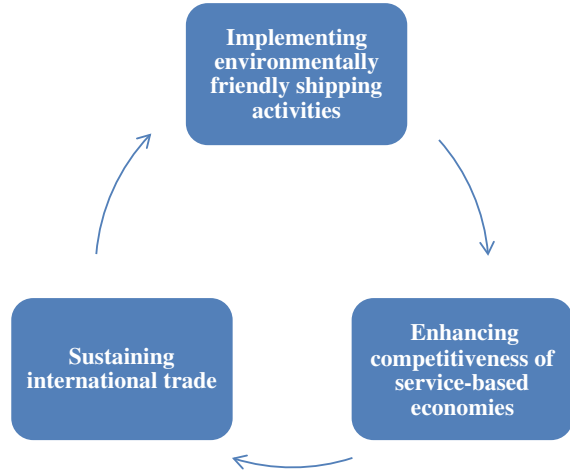 Implementing
environmentally
friendly shipping
activities
Sustaining
international trade
Enhancing
competitiveness of
service-based
economies